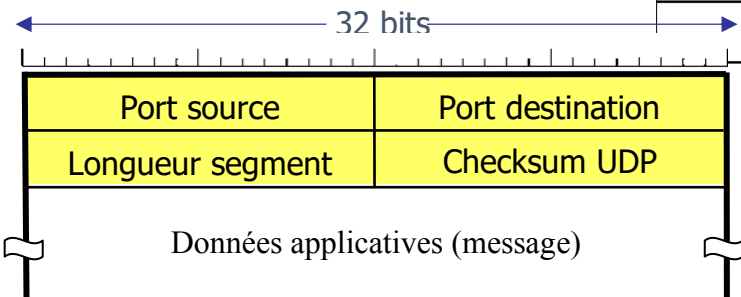 32 bits
Port source Port destination
Longueur segment Checksum UDP
Données applicatives (message)